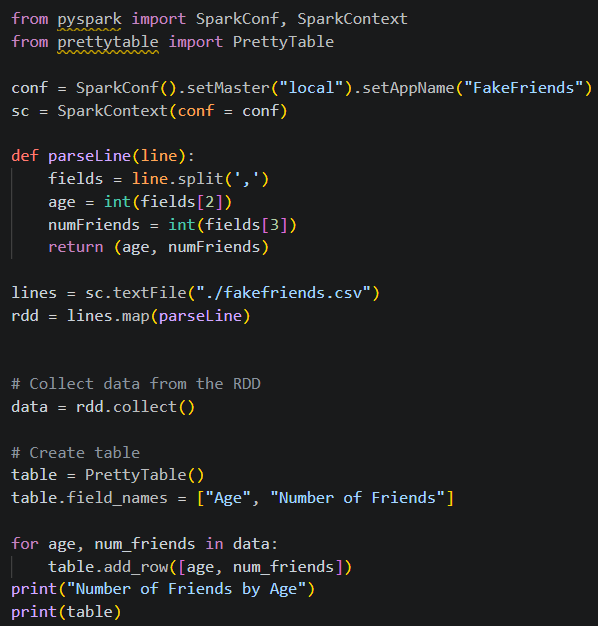 from pyspark import SparkConf, SparkContext
from prettytable import PrettyTable

conf = SparkConf().setMaster("local").setAppName("FakeFriends")
sc = SparkContext(conf = conf)

def parseLine(line):
    fields = line.split(',')
    age = int(fields[2])
    numFriends = int(fields[3])
    return (age, numFriends)

lines = sc.textFile("./fakefriends.csv")
rdd = lines.map(parseLine)


# Collect data from the RDD
data = rdd.collect()

# Create table
table = PrettyTable()
table.field_names = ["Age", "Number of Friends"]

for age, num_friends in data:
    table.add_row([age, num_friends])
print("Number of Friends by Age")
print(table)